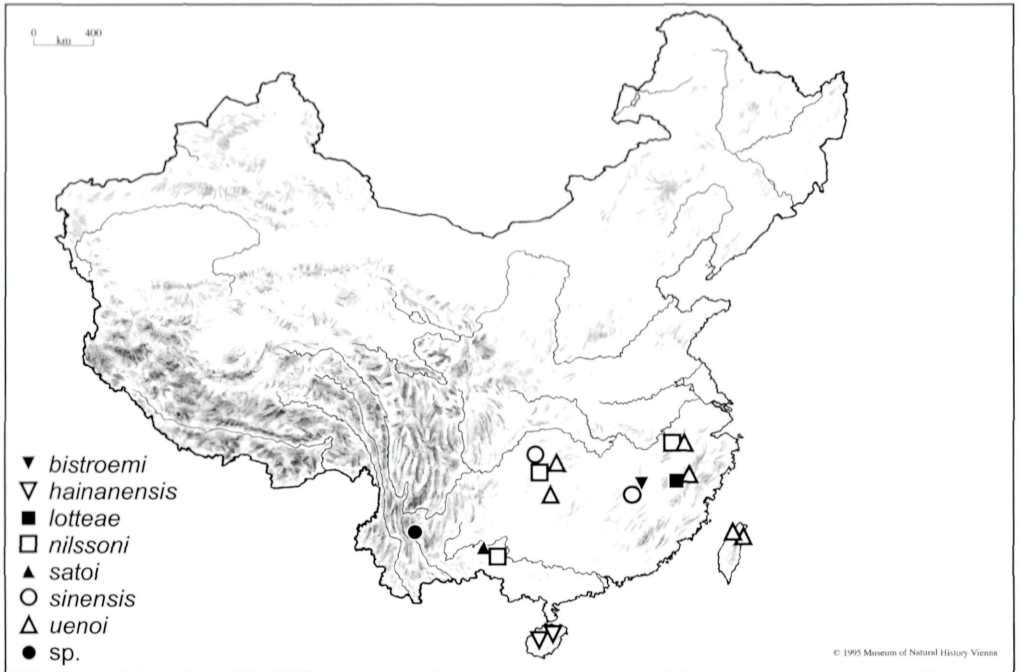 0 400
km
bistroemi
hainanensis
lotteae
nilssoni
satoi
sinensis
uenoi
sp.
© 1995 Museum of Natural History Vienna